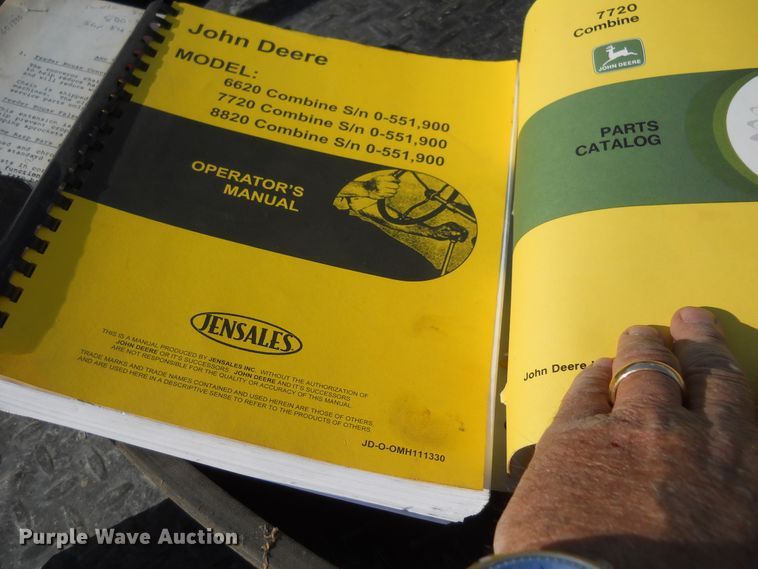 John Deere
MODEL:
6620 Combine S/n 0-551,900
7720 Combine S/n 0-551,900
8820 Combine S/n 0-551,900
OPERATOR'S
MANUAL
JENSALES
THIS IS A MANUAL PRODUCED BY JENSALES INC. WITHOUT THE AUTHORIZATION OF
JOHN DEERE OR IT'S SUCCESSORS. JOHN DEERE AND IT'S SUCCESSORS
ARE NOT RESPONSIBLE FOR THE QUALITY OR ACCURACY OF THIS MANUAL.
TRADE MARKS AND TRADE NAMES CONTAINED AND USED HEREIN ARE THOSE OF OTHERS,
AND ARE USED HERE IN A DESCRIPTIVE SENSE TO REFER TO THE PRODUCTS OF OTHERS.
JD-O-OMH111330
7720
Combine
JOHN DEERE
PARTS
CATALOG
John Deere
Purple Wave Auction